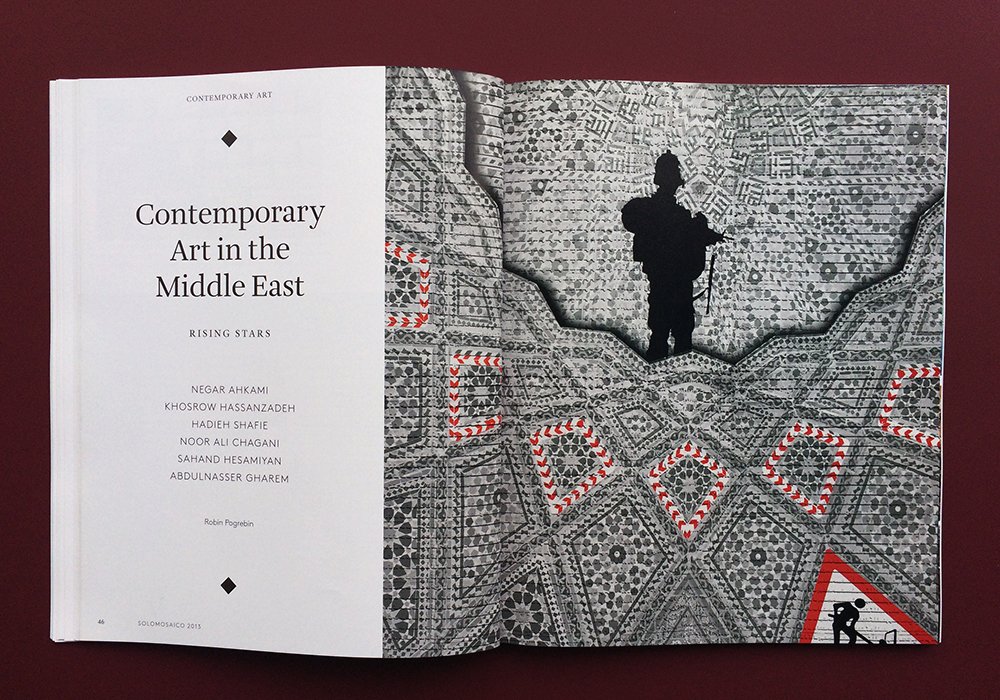 CONTEMPORARY ART
Contemporary
Art in the
Middle East
RISING STARS
NEGAR AHKAMI
KHOSROW HASSANZADEH
HADIEH SHAFIE
NOOR ALI CHAGANI
SAHAND HESAMIYAN
ABDULNASSER GHAREM
Robin Pogrebin
46 SOLOMOSAICO 2013